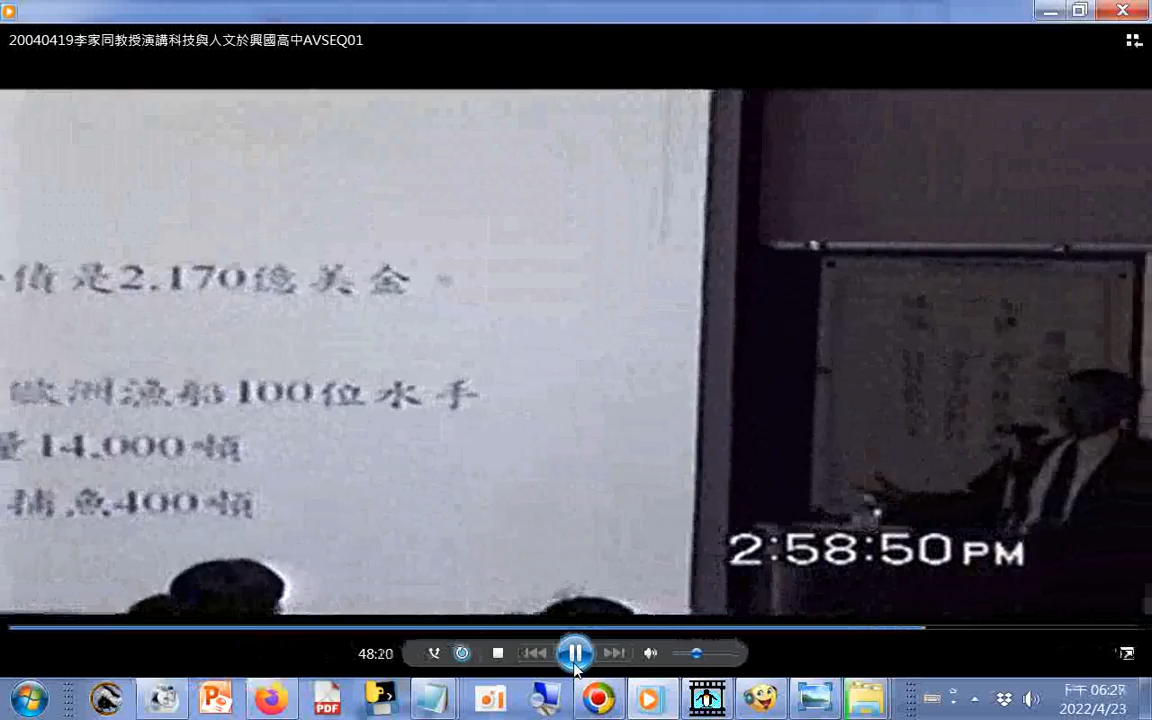 20040419李家同教授演講科技與人文於興國高中AVSEQ01
值是2.170億美金。
歐洲漁船100位水手
量14.000噸
捕魚400噸
2:58:50 PM
48:20
PDF
下午 06:27
2022/4/23